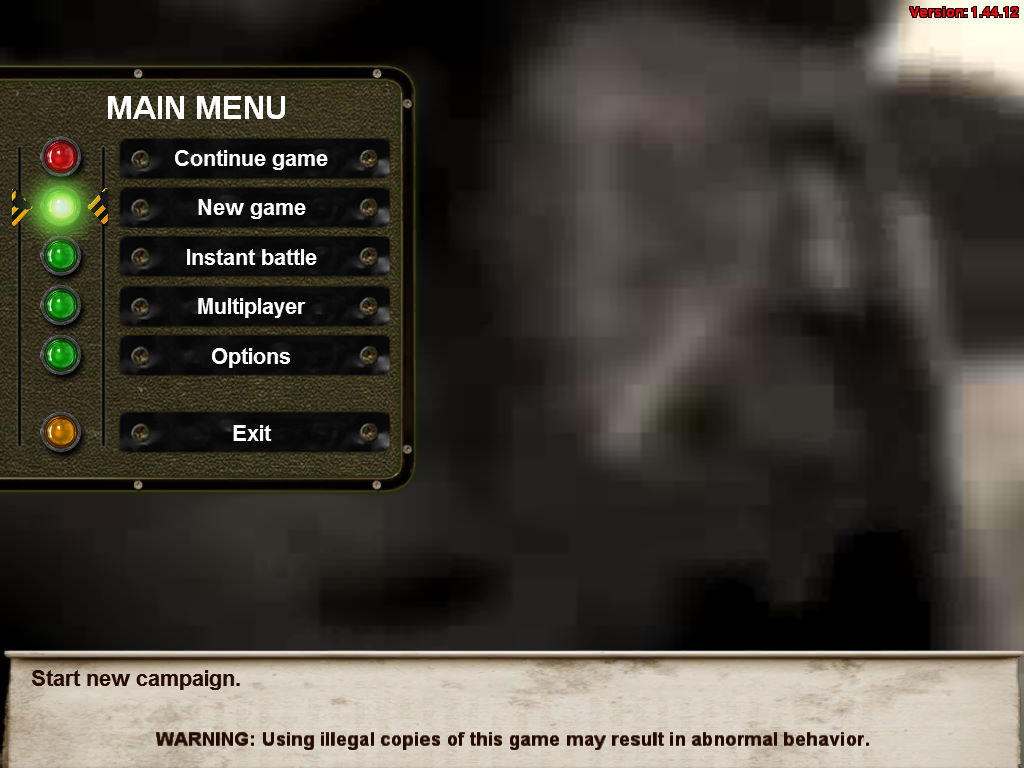 Version: 1.44.12
MAIN MENU
Continue game
New game
Instant battle
Multiplayer
Options
Exit
Start new campaign.
WARNING: Using illegal copies of this game may result in abnormal behavior.